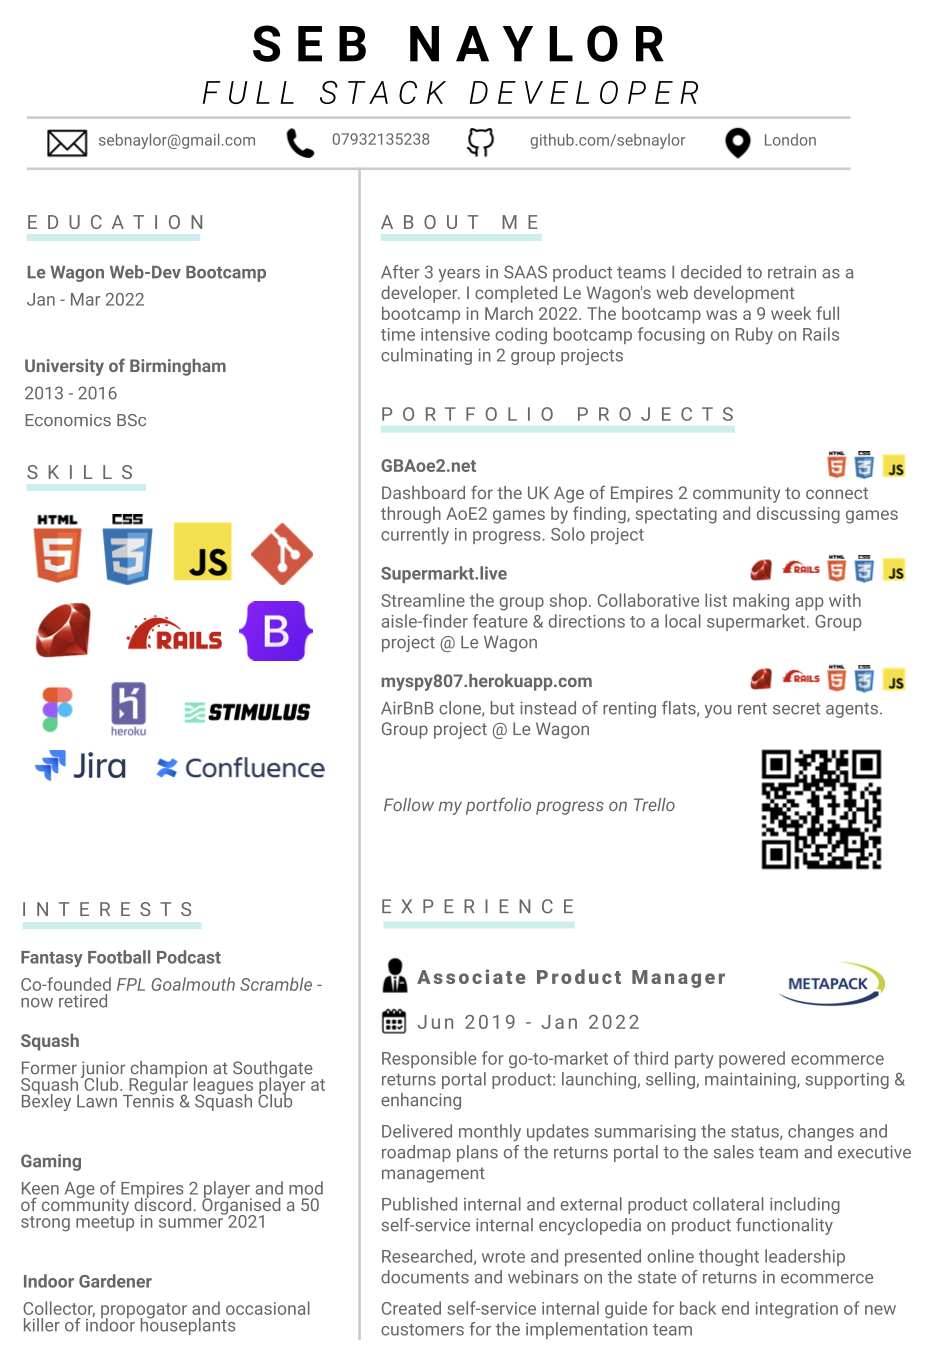 SEB NAYLOR
FULL STACK DEVELOPER
sebnaylor@gmail.com
07932135238
github.com/sebnaylor
London
EDUCATION
Le Wagon Web-Dev Bootcamp
Jan - Mar 2022
University of Birmingham
2013 - 2016
Economics BSc
SKILLS
HTML
5
CSS
3
JS
RAILS
B
heroku
STIMULUS
Jira
Confluence
INTERESTS
Fantasy Football Podcast
Co-founded FPL Goalmouth Scramble -
now retired
Squash
Former junior champion at Southgate
Squash Club. Regular leagues player at
Bexley Lawn Tennis & Squash Club
Gaming
Keen Age of Empires 2 player and mod
of community discord. Organised a 50
strong meetup in summer 2021
Indoor Gardener
Collector, propogator and occasional
killer of indoor houseplants
ABOUT ME
After 3 years in SAAS product teams I decided to retrain as a
developer. I completed Le Wagon's web development
bootcamp in March 2022. The bootcamp was a 9 week full
time intensive coding bootcamp focusing on Ruby on Rails
culminating in 2 group projects
PORTFOLIO PROJECTS
GBAoe2.net
HTML
5
CSS
3
JS
Dashboard for the UK Age of Empires 2 community to connect
through AoE2 games by finding, spectating and discussing games
currently in progress. Solo project
Supermarkt.live
RAILS
HTML
5
CSS
3
JS
Streamline the group shop. Collaborative list making app with
aisle-finder feature & directions to a local supermarket. Group
project @ Le Wagon
myspy807.herokuapp.com
RAILS
HTML
5
CSS
3
JS
AirBnB clone, but instead of renting flats, you rent secret agents.
Group project @ Le Wagon
Follow my portfolio progress on Trello
EXPERIENCE
Associate Product Manager
METAPACK
Jun 2019 - Jan 2022
Responsible for go-to-market of third party powered ecommerce
returns portal product: launching, selling, maintaining, supporting &
enhancing
Delivered monthly updates summarising the status, changes and
roadmap plans of the returns portal to the sales team and executive
management
Published internal and external product collateral including
self-service internal encyclopedia on product functionality
Researched, wrote and presented online thought leadership
documents and webinars on the state of returns in ecommerce
Created self-service internal guide for back end integration of new
customers for the implementation team